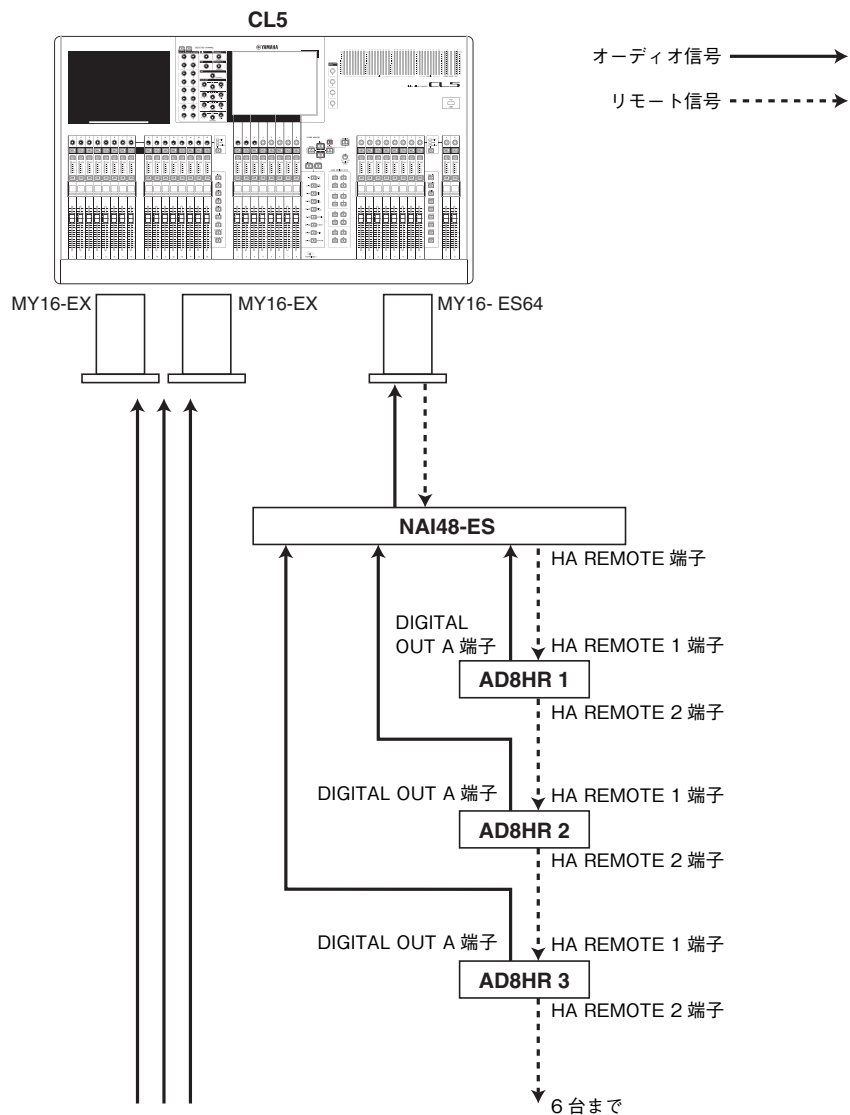 CL5
オーディオ信号
リモート信号
YAMAHA
CL5
MY16-EX
MY16-EX
MY16- ES64
NAI48-ES
HA REMOTE 端子
DIGITAL
OUT A 端子
HA REMOTE 1 端子
AD8HR 1
HA REMOTE 2 端子
DIGITAL OUT A 端子
HA REMOTE 1 端子
AD8HR 2
HA REMOTE 2 端子
DIGITAL OUT A 端子
HA REMOTE 1 端子
AD8HR 3
HA REMOTE 2 端子
6 台まで